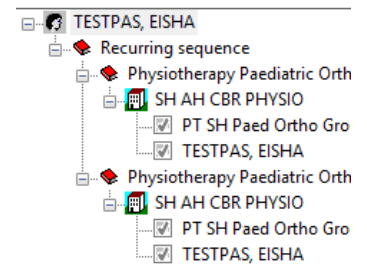 TESTPAS, EISHA
Recurring sequence
Physiotherapy Paediatric Orth
SH AH CBR PHYSIO
PT SH Paed Ortho Gro
TESTPAS, EISHA
Physiotherapy Paediatric Orth
SH AH CBR PHYSIO
PT SH Paed Ortho Gro
TESTPAS, EISHA